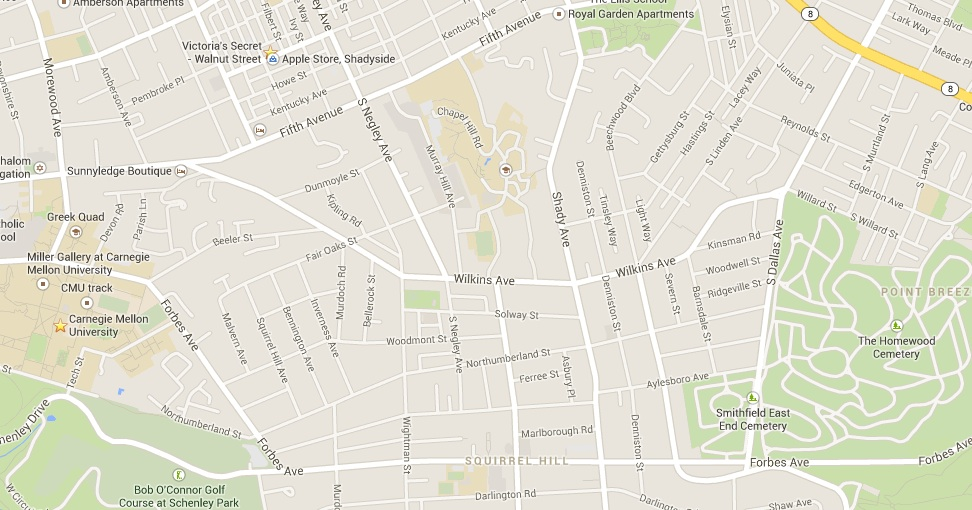 Amberson Apartments
Filbert St
Ivy St
Kentucky Ave
Fifth Avenue
Royal Garden Apartments
Elysian St
8
Thomas Blvd
Lark Way
Meade Pl
Victoria's Secret
- Walnut Street
Apple Store, Shadyside
Morewood Ave
Amberson Ave
Pembroke Pl
Howe St
Kentucky Ave
Fifth Avenue
S Negley Ave
Chapel Hill Rd
Murray Hill Ave
Beechwood Blvd
Gettysburg St
Hastings St
S Linden Ave
Lacey Way
Juniata Pl
8
Reynolds St
S Murtland St
S Lang Ave
Edgerton Ave
Willard St
S Willard St
Sunnyledge Boutique
Dunmoyle St
Kipling Rd
Shady Ave
Denniston St
Tinsley Way
Light Way
Greek Quad
Devon Rd
Parish Ln
Beeler St
Fair Oaks St
Miller Gallery at Carnegie
Mellon University
CMU track
Carnegie Mellon
University
Forbes Ave
Malvern Ave
Squirrel Hill Ave
Bennington Ave
Inverness Ave
Murdoch Rd
Bellerock St
Wilkins Ave
Wilkins Ave
Kinsman Rd
Woodwell St
Ridgeville St
Severn St
Barnsdale St
S Dallas Ave
POINT BREEZ
The Homewood
Cemetery
Solway St
Woodmont St
S Negley Ave
Northumberland St
Ferree St
Asbury Pl
Denniston St
Aylesboro Ave
Smithfield East
End Cemetery
Tech St
Northumberland St
Forbes Ave
Wightman St
Marlborough Rd
Denniston St
SQUIRREL HILL
Forbes Ave
Forbes Ave
Bob O'Connor Golf
Course at Schenley Park
Darlington Rd
Shaw Ave